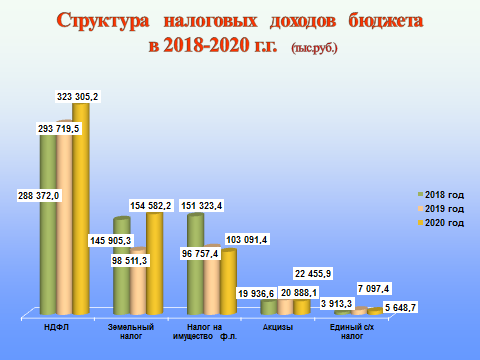 Структура налоговых доходов бюджета
в 2018-2020 г.г. (тыс.руб.)
323 305,2
293 719,5
288 372,0
145 905,3
98 511,3
154 582,2
151 323,4
96 757,4
103 091,4
19 936,6
20 888,1
22 455,9
3 913,3
7 097,4
5 648,7
2018 год
2019 год
2020 год
НДФЛ
Земельный
налог
Налог на
имущество ф.л.
Акцизы
Единый с/х
налог